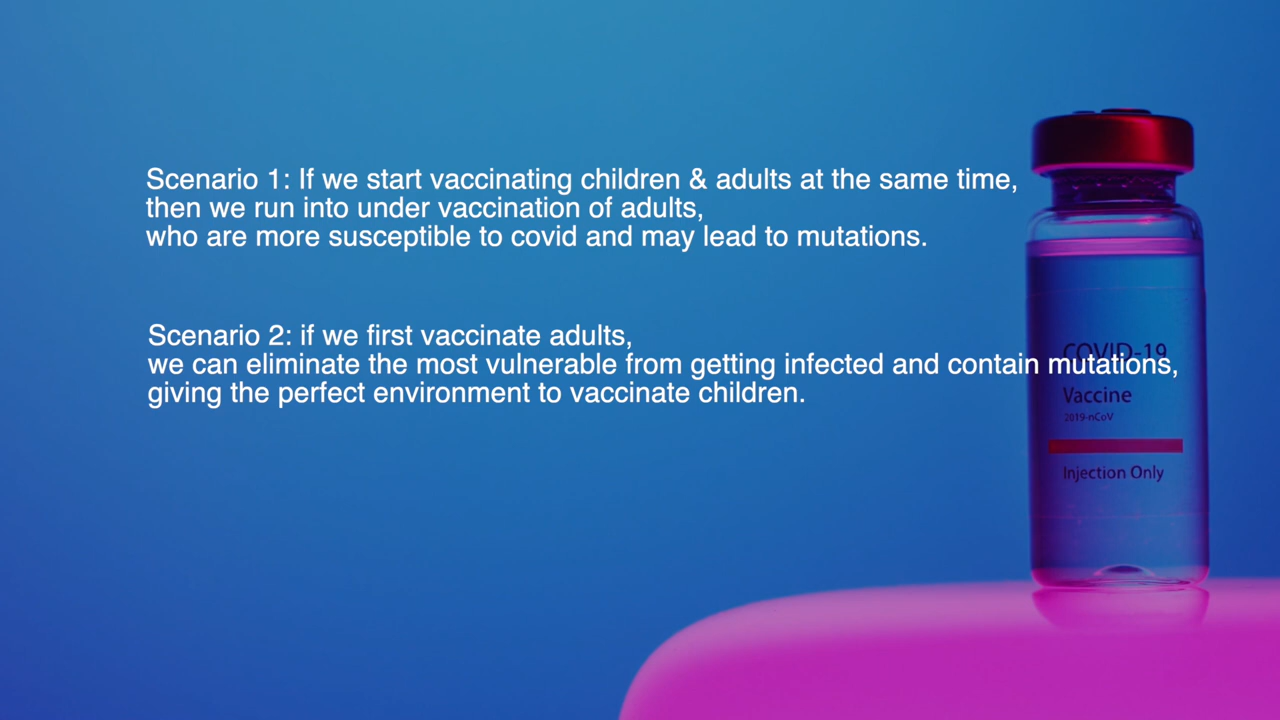 Scenario 1: If we start vaccinating children & adults at the same time,
then we run into under vaccination of adults,
who are more susceptible to covid and may lead to mutations.
Scenario 2: if we first vaccinate adults,
we can eliminate the most vulnerable from getting infected and contain mutations,
giving the perfect environment to vaccinate children.
COVID-19
Vaccine
2019-nCoV
Injection Only